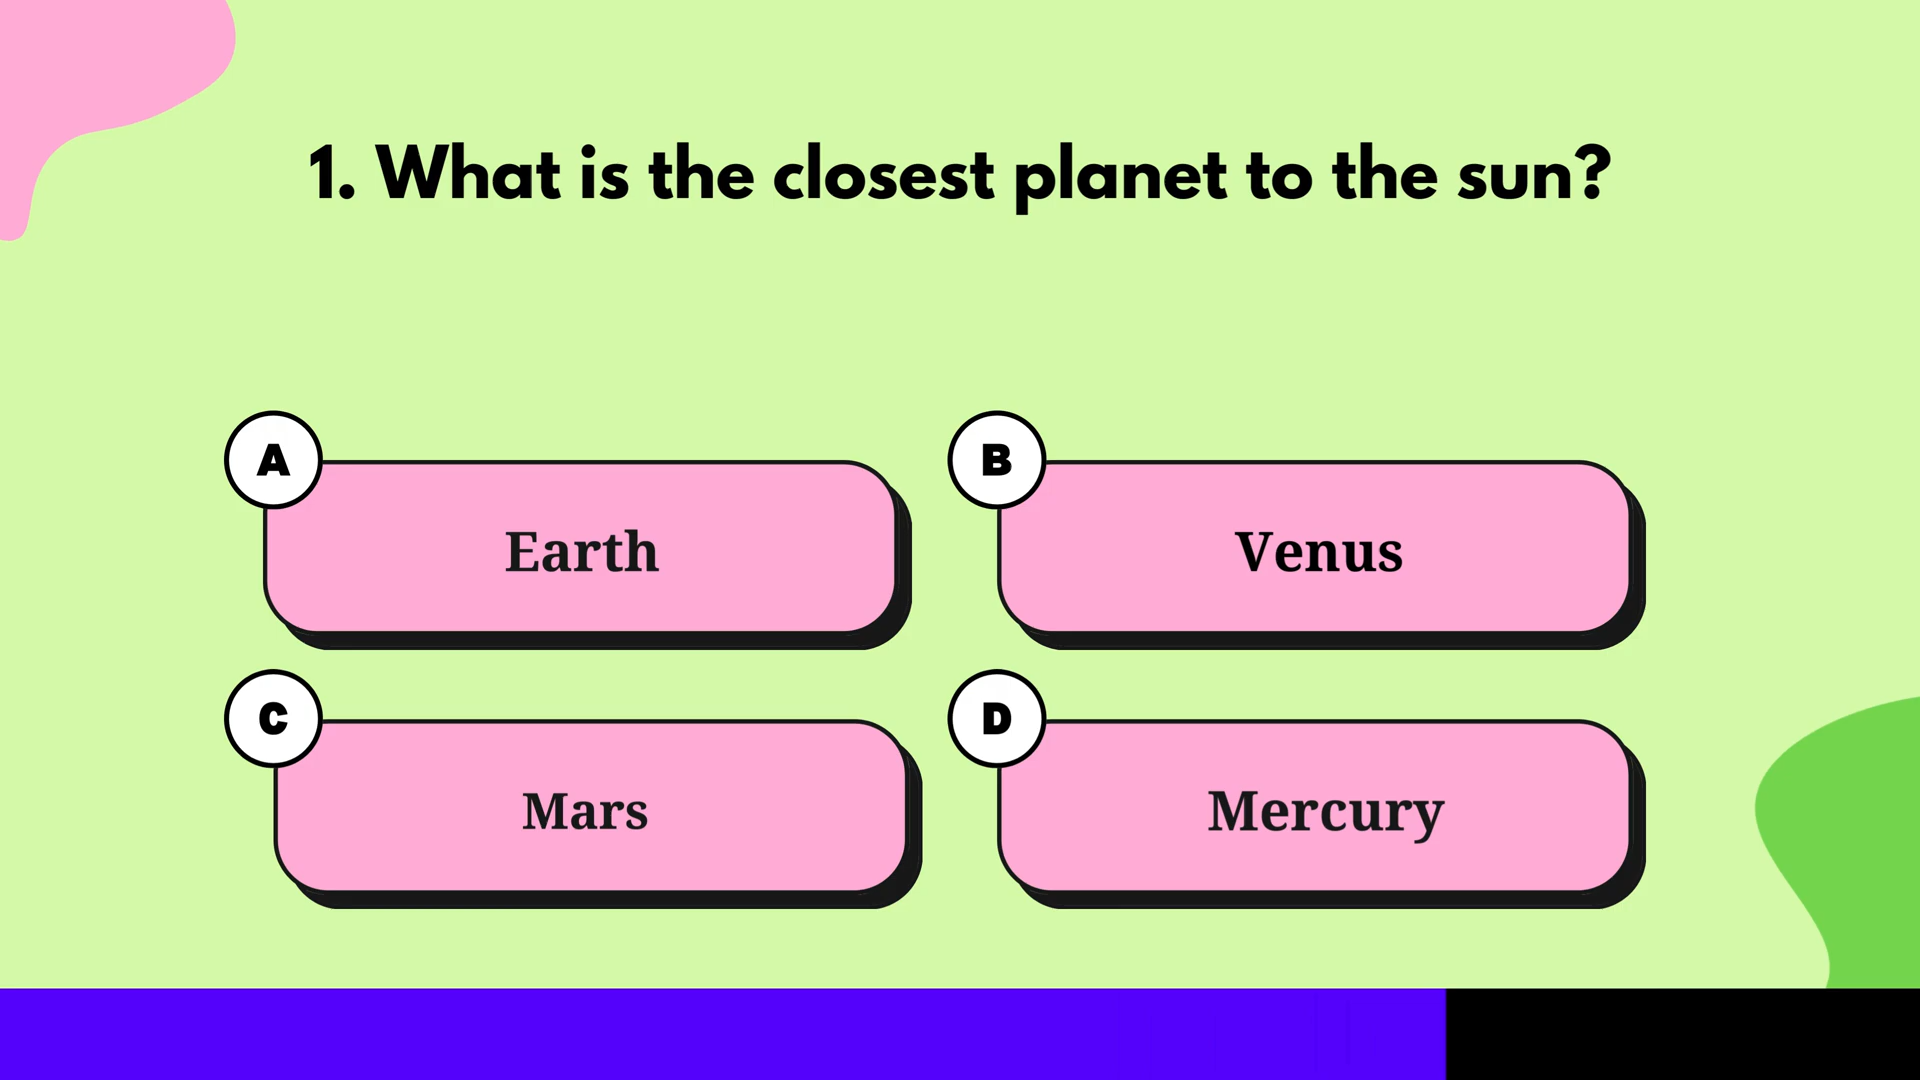 1. What is the closest planet to the sun?
A
Earth
B
Venus
C
Mars
D
Mercury